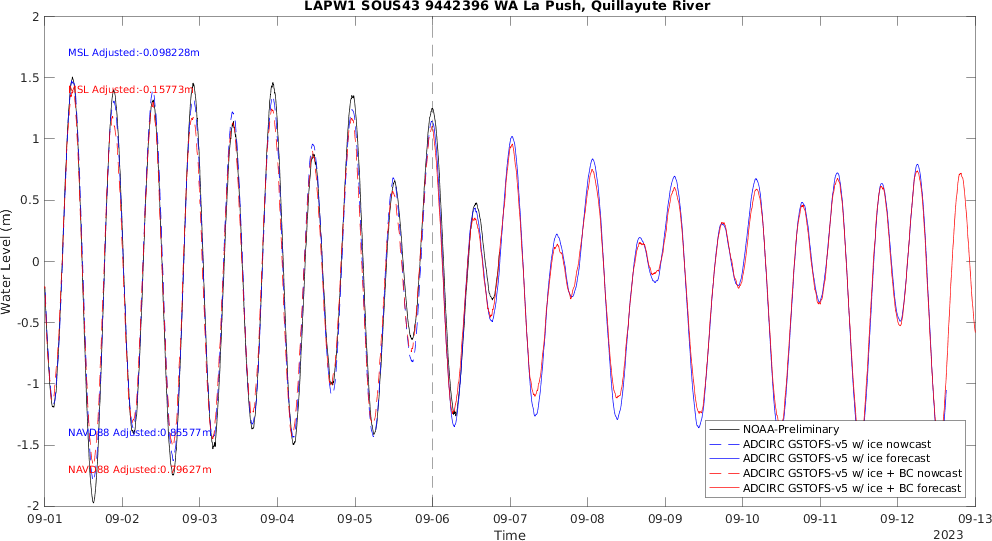 LAPW1 SOUS43 9442396 WA La Push, Quillayute River
2
1.5
1
0.5
0
-0.5
-1
-1.5
-2
Water Level (m)
MSL Adjusted:-0.098228m
MSL Adjusted:-0.15773m
NAVD88 Adjusted:0.85577m
NAVD88 Adjusted:0.79627m
NOAA-Preliminary
ADCIRC GSTOFS-v5 w/ ice nowcast
ADCIRC GSTOFS-v5 w/ ice forecast
ADCIRC GSTOFS-v5 w/ ice + BC nowcast
ADCIRC GSTOFS-v5 w/ ice + BC forecast
09-01 09-02 09-03 09-04 09-05 09-06 09-07 09-08 09-09 09-10 09-11 09-12 09-13
Time
2023